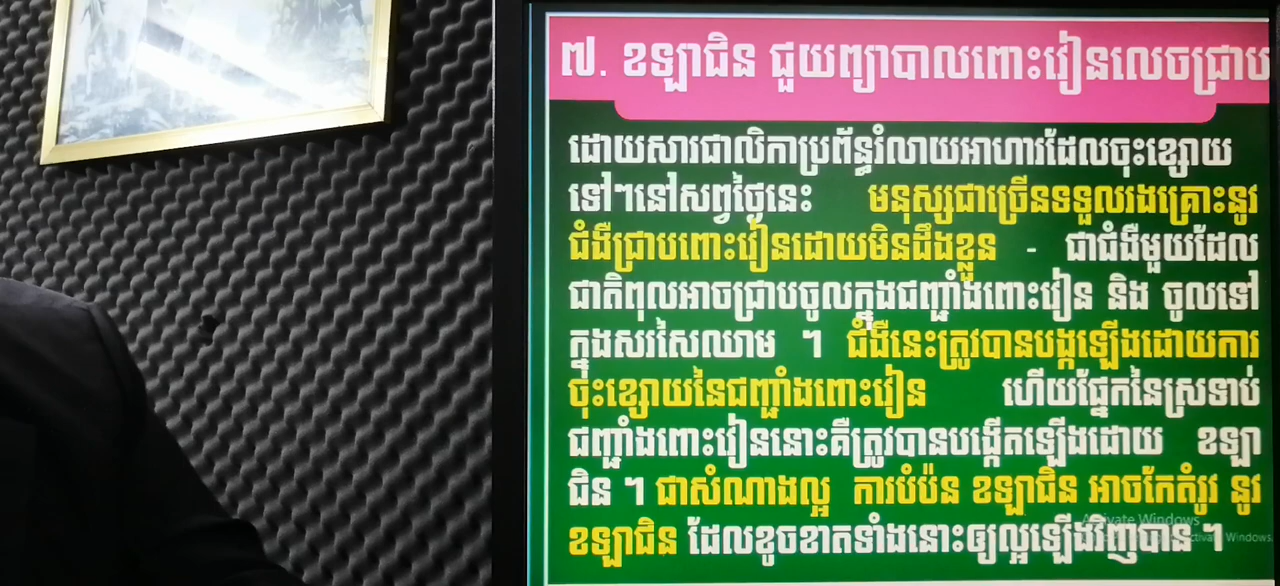 ៧. ខឡាជិន ជួយព្យាបាលពោះវៀនលេចជ្រាប
ដោយសារជាលិកាប្រព័ន្ធរំលាយអាហារដែលចុះខ្សោយ
ទៅៗនៅសព្វថ្ងៃនេះ មនុស្សជាច្រើនទទួលរងគ្រោះនូវ
ជំងឺជ្រាបពោះវៀនដោយមិនដឹងខ្លួន - ជាជំងឺមួយដែល
ជាតិពុលអាចជ្រាបចូលក្នុងជញ្ជាំងពោះវៀន និង ចូលទៅ
ក្នុងសរសៃឈាម ។ ជំងឺនេះត្រូវបានបង្កឡើងដោយការ
ចុះខ្សោយនៃជញ្ជាំងពោះវៀន ហើយផ្នែកនៃស្រទាប់
ជញ្ជាំងពោះវៀននោះគឺត្រូវបានបង្កើតឡើងដោយ ខឡា
ជិន ។ ជាសំណាងល្អ ការបំប៉ន ខឡាជិន អាចកែតំរូវ នូវ
ខឡាជិន ដែលខូចខាតទាំងនោះឲ្យល្អឡើងវិញបាន ។
Activate Windows